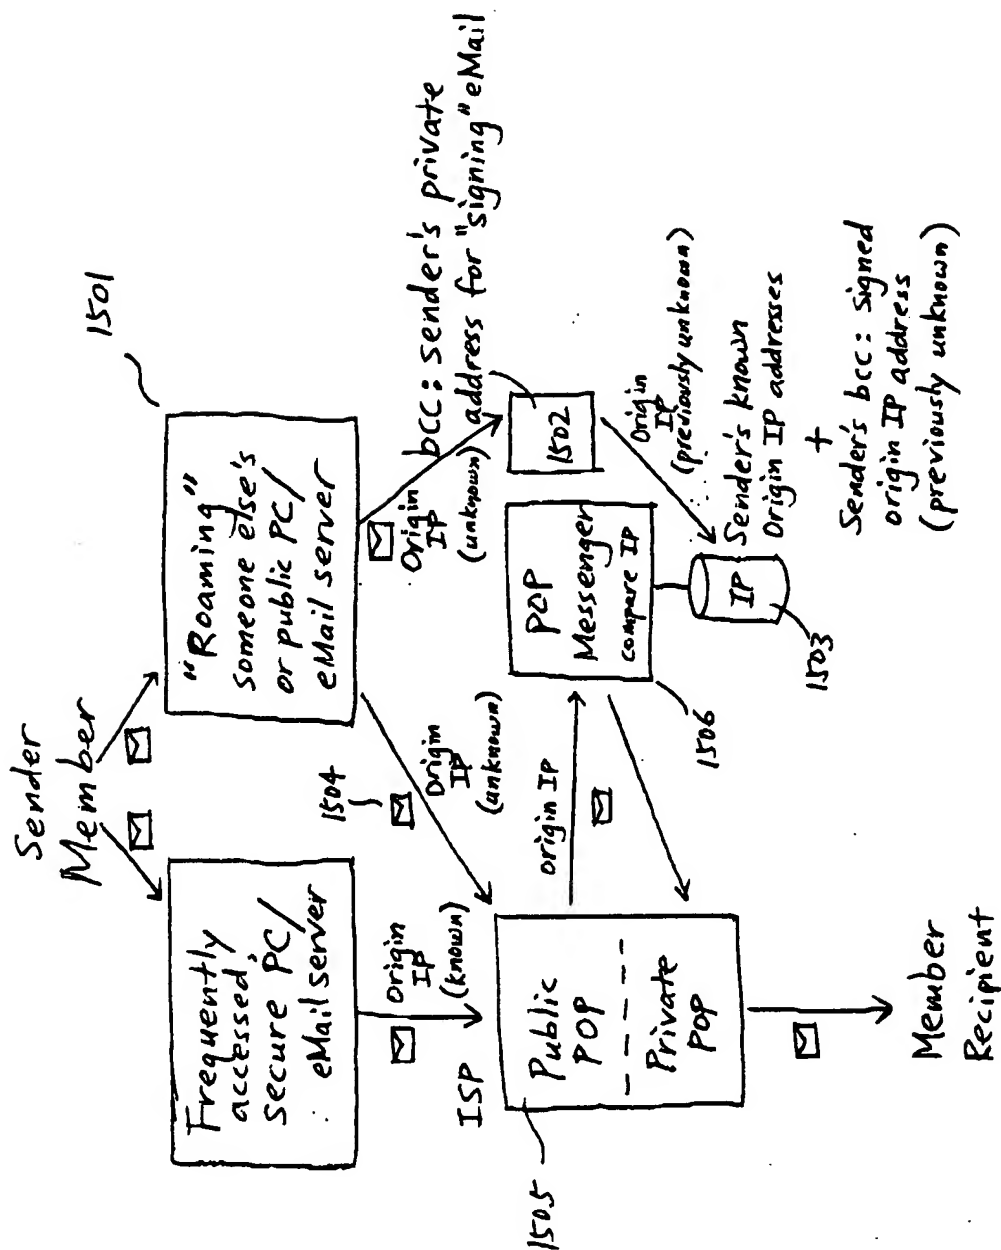 Sender
Member
Frequently
accessed,
secure PC/
eMail server
"Roaming"
someone else's
or public PC/
eMail server
1501
Origin
IP
(known)
1504
Origin
IP
(unknown)
Origin
IP
(unknown)
bcc: sender's private
address for "signing" eMail
ISP
1505
Public
POP
Private
POP
origin IP
POP
Messenger
compare IP
1506
1502
Origin
IP
(previously unknown)
IP
1503
Sender's known
Origin IP addresses
+
Sender's bcc: signed
origin IP address
(previously unknown)
Member
Recipient